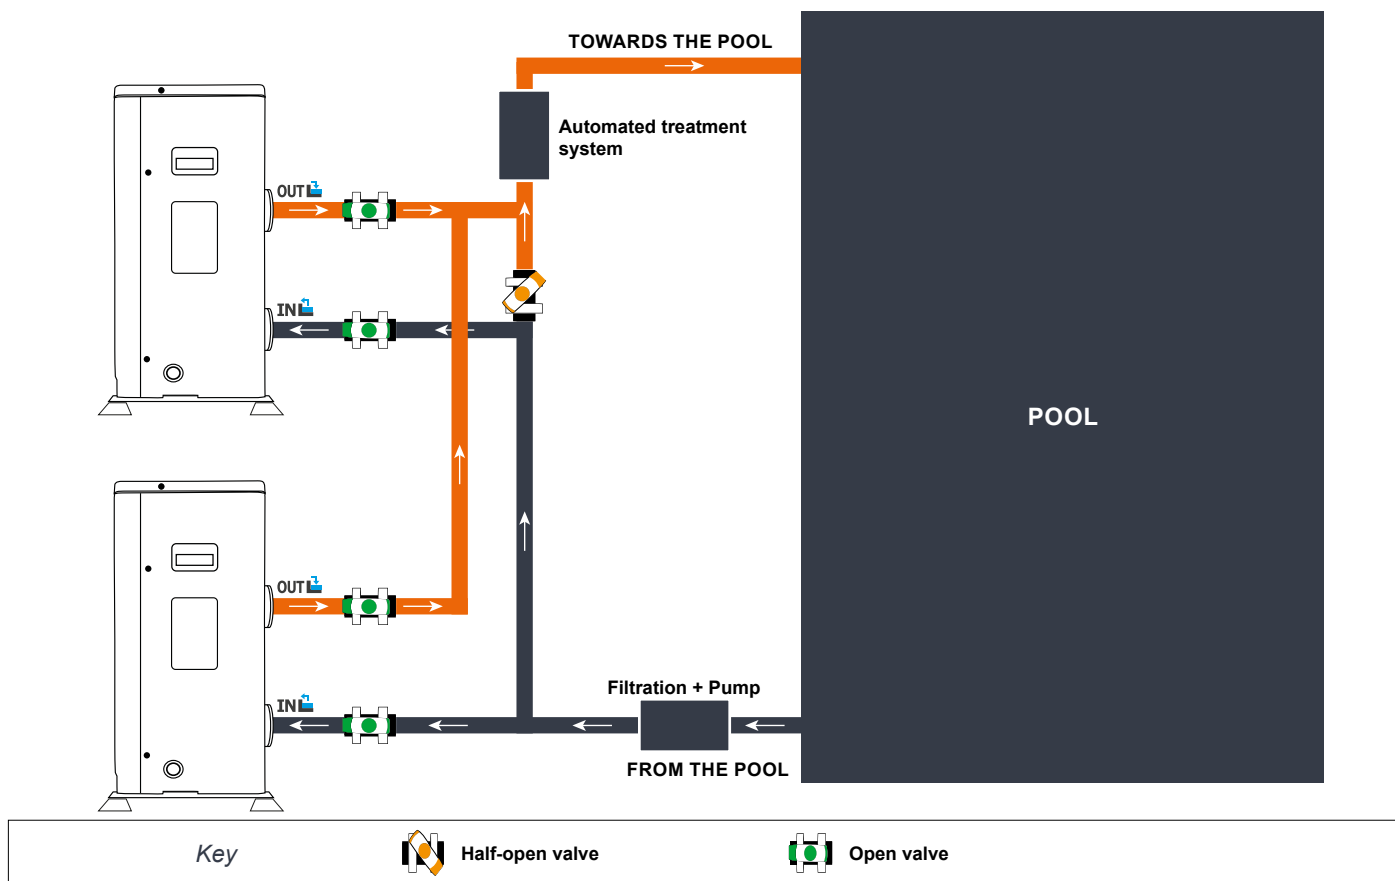 TOWARDS THE POOL
Automated treatment
system
OUT
IN
POOL
OUT
IN
Filtration + Pump
FROM THE POOL
Key
Half-open valve
Open valve